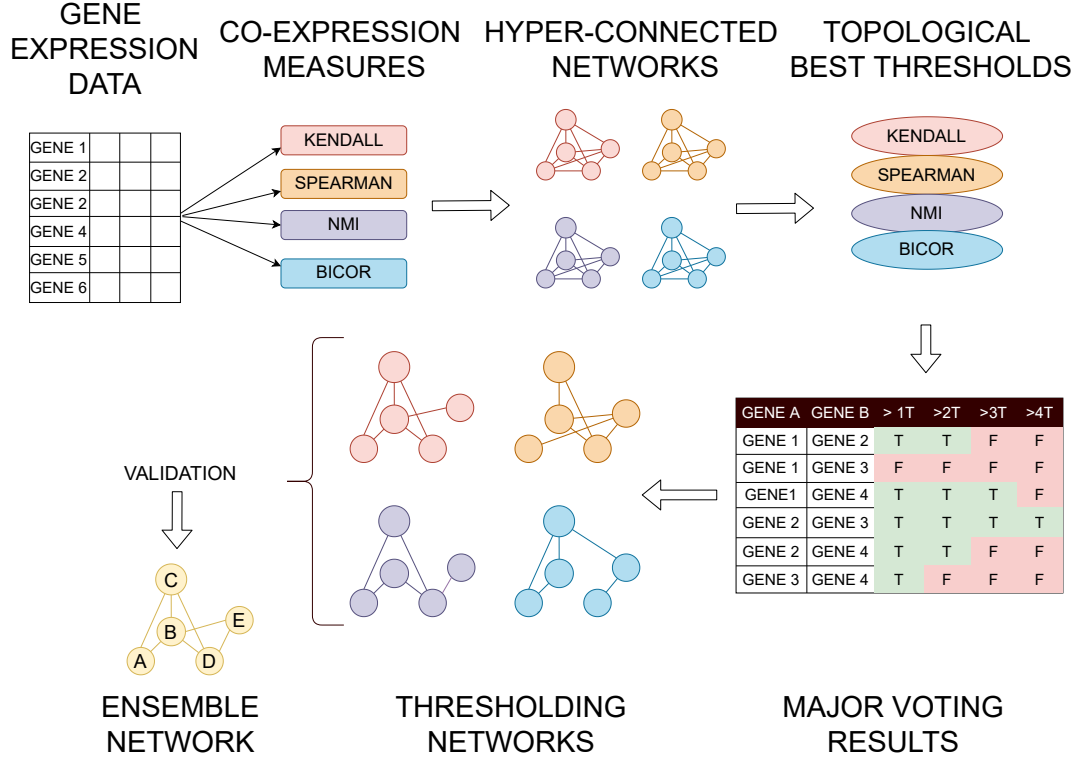 GENE
EXPRESSION
DATA
CO-EXPRESSION
MEASURES
HYPER-CONNECTED
NETWORKS
TOPOLOGICAL
BEST THRESHOLDS
GENE 1
GENE 2
GENE 2
GENE 4
GENE 5
GENE 6
KENDALL
SPEARMAN
NMI
BICOR
KENDALL
SPEARMAN
NMI
BICOR
GENE A GENE B > 1T >2T >3T >4T
GENE 1 GENE 2 T T F F
GENE 1 GENE 3 F F F F
GENE1 GENE 4 T T T F
GENE 2 GENE 3 T T T T
GENE 2 GENE 4 T T F F
GENE 3 GENE 4 T F F F
VALIDATION
C
B
E
A
D
ENSEMBLE
NETWORK
THRESHOLDING
NETWORKS
MAJOR VOTING
RESULTS